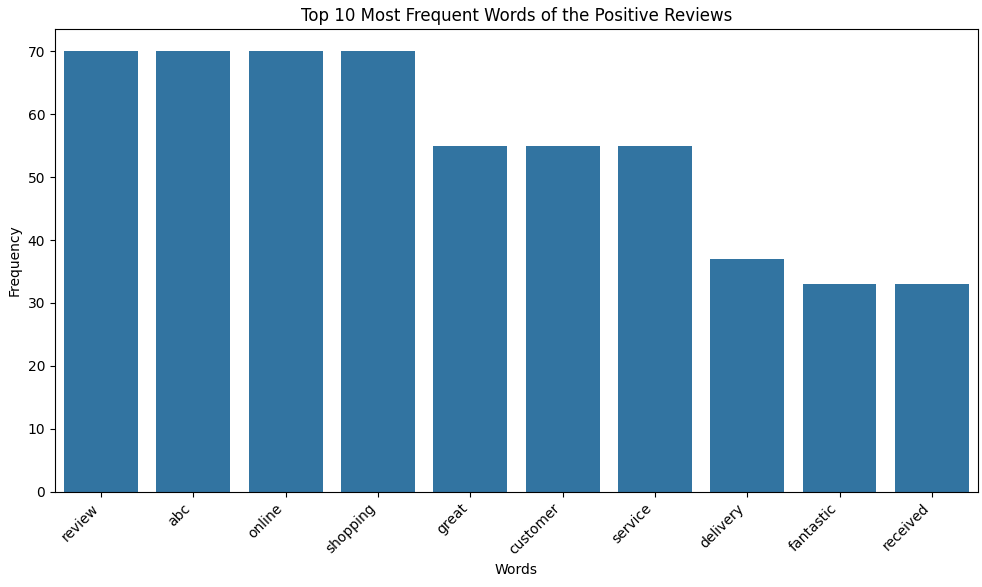 Top 10 Most Frequent Words of the Positive Reviews
Frequency
70
60
50
40
30
20
10
0
review
abc
online
shopping
great
customer
service
delivery
fantastic
received
Words